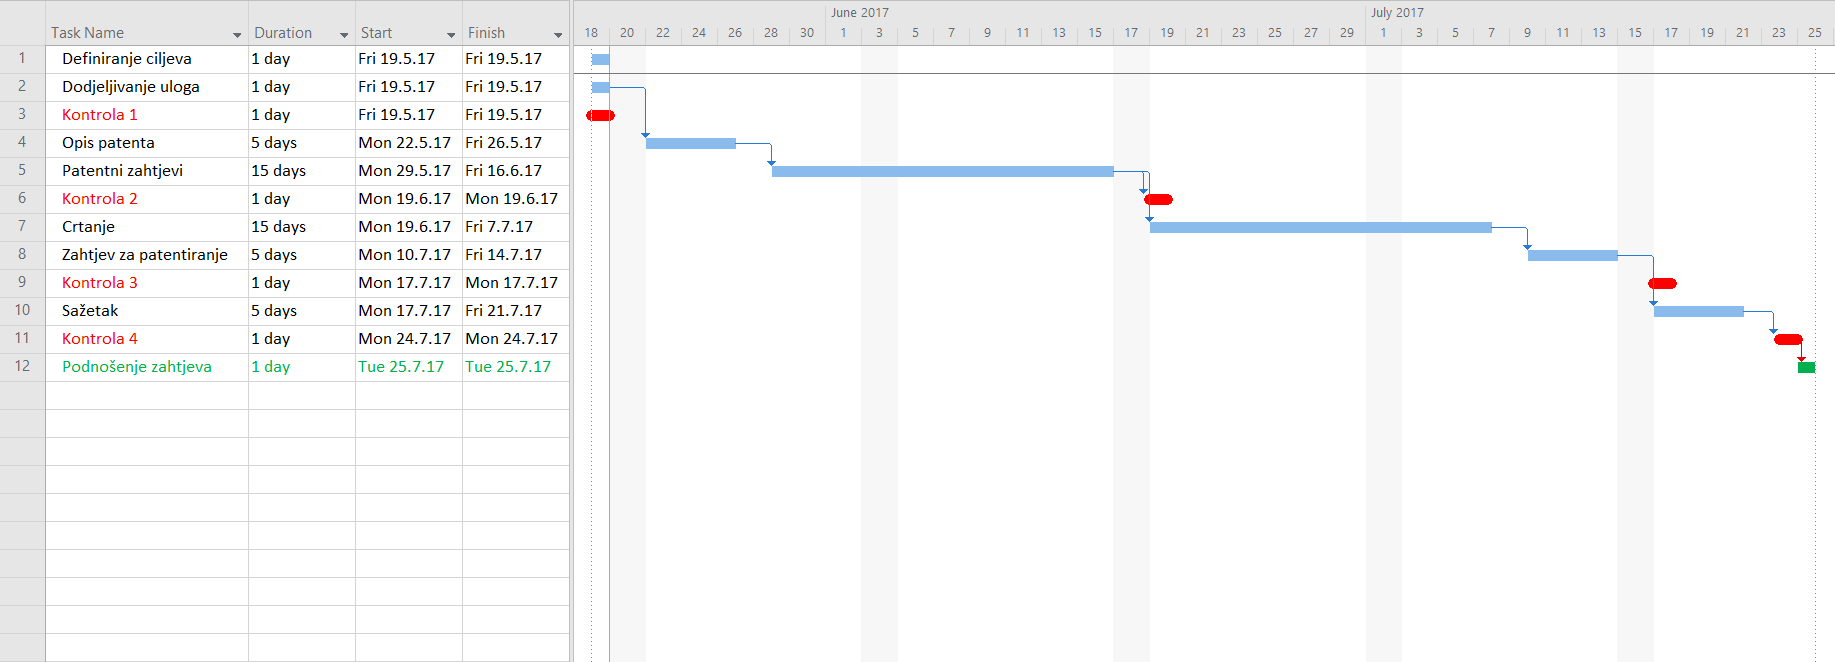 June 2017 July 2017
Task Name Duration Start Finish 18 20 22 24 26 28 30 1 3 5 7 9 11 13 15 17 19 21 23 25 27 29 1 3 5 7 9 11 13 15 17 19 21 23 25
1 Definiranje ciljeva 1 day Fri 19.5.17 Fri 19.5.17
2 Dodjeljivanje uloga 1 day Fri 19.5.17 Fri 19.5.17
3 Kontrola 1 1 day Fri 19.5.17 Fri 19.5.17
4 Opis patenta 5 days Mon 22.5.17 Fri 26.5.17
5 Patentni zahtjevi 15 days Mon 29.5.17 Fri 16.6.17
6 Kontrola 2 1 day Mon 19.6.17 Mon 19.6.17
7 Crtanje 15 days Mon 19.6.17 Fri 7.7.17
8 Zahtjev za patentiranje 5 days Mon 10.7.17 Fri 14.7.17
9 Kontrola 3 1 day Mon 17.7.17 Mon 17.7.17
10 Sažetak 5 days Mon 17.7.17 Fri 21.7.17
11 Kontrola 4 1 day Mon 24.7.17 Mon 24.7.17
12 Podnošenje zahtjeva 1 day Tue 25.7.17 Tue 25.7.17